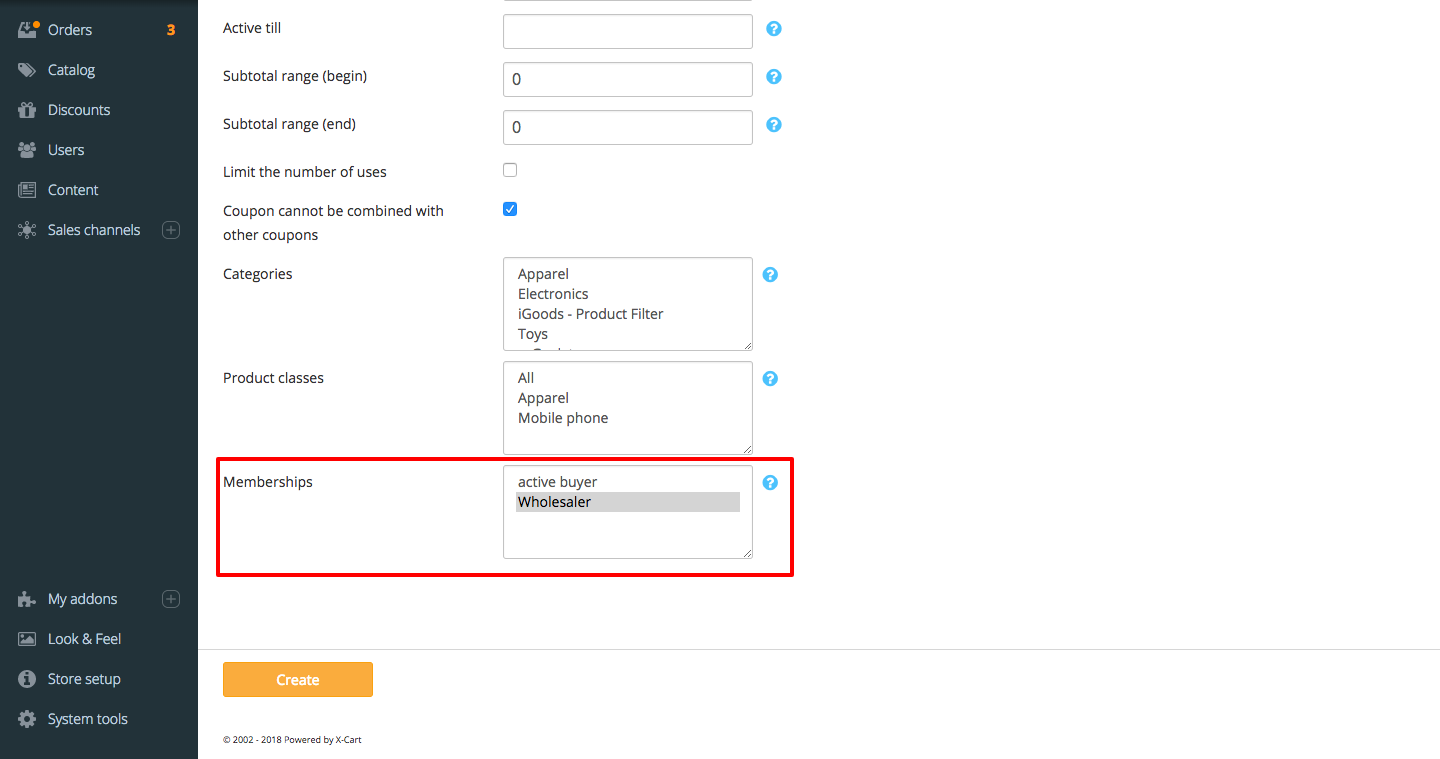 Orders 3
Catalog
Discounts
Users
Content
Sales channels
My addons
Look & Feel
Store setup
System tools
Active till
Subtotal range (begin) 0
Subtotal range (end) 0
Limit the number of uses
Coupon cannot be combined with
other coupons
Categories
Apparel
Electronics
iGoods - Product Filter
Toys
Product classes
All
Apparel
Mobile phone
Memberships
active buyer
Wholesaler
Create
© 2002 - 2018 Powered by X-Cart